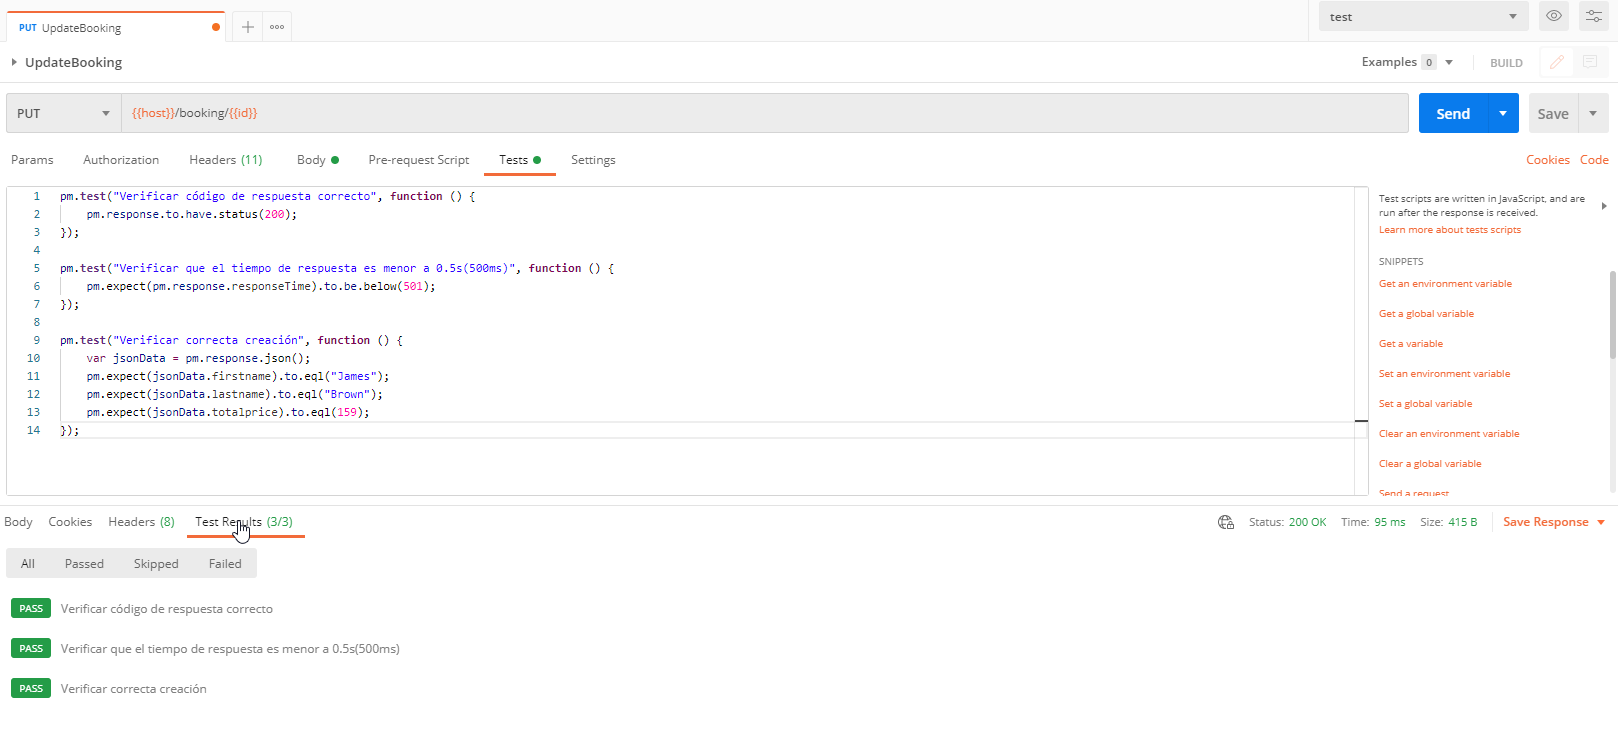 PUT UpdateBooking
test
UpdateBooking
Examples 0
BUILD
PUT
{{host}}/booking/{{id}}
Send
Save
Params Authorization Headers (11) Body Pre-request Script Tests Settings
Cookies Code
1 pm.test("Verificar código de respuesta correcto", function () {
2 pm.response.to.have.status(200);
3 });
4
5 pm.test("Verificar que el tiempo de respuesta es menor a 0.5s(500ms)", function () {
6 pm.expect(pm.response.responseTime).to.be.below(501);
7 });
8
9 pm.test("Verificar correcta creación", function () {
10 var jsonData = pm.response.json();
11 pm.expect(jsonData.firstname).to.eql("James");
12 pm.expect(jsonData.lastname).to.eql("Brown");
13 pm.expect(jsonData.totalprice).to.eql(159);
14 });
Test scripts are written in JavaScript, and are
run after the response is received.
Learn more about tests scripts
SNIPPETS
Get an environment variable
Get a global variable
Get a variable
Set an environment variable
Set a global variable
Clear an environment variable
Clear a global variable
Send a request
Body Cookies Headers (8) Test Results (3/3)
Status: 200 OK Time: 95 ms Size: 415 B
Save Response
All Passed Skipped Failed
PASS Verificar código de respuesta correcto
PASS Verificar que el tiempo de respuesta es menor a 0.5s(500ms)
PASS Verificar correcta creación